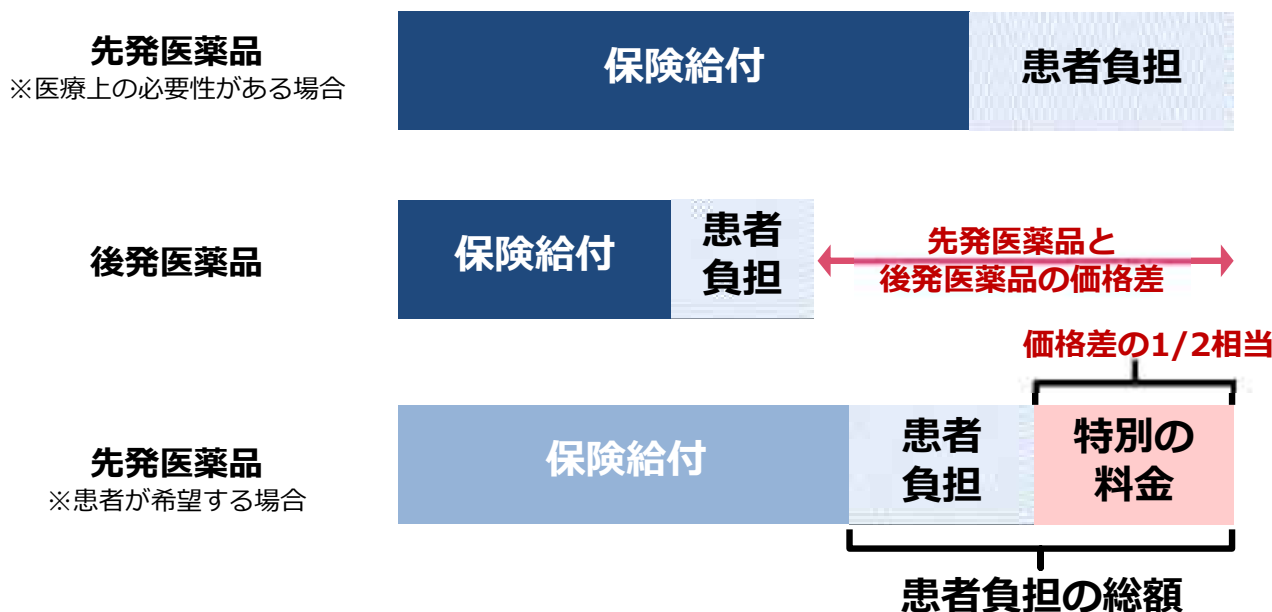 先発医薬品
※医療上の必要性がある場合
保険給付
患者負担
後発医薬品
保険給付
患者
負担
先発医薬品と
後発医薬品の価格差
価格差の1/2相当
先発医薬品
※患者が希望する場合
保険給付
患者
負担
特別の
料金
患者負担の総額